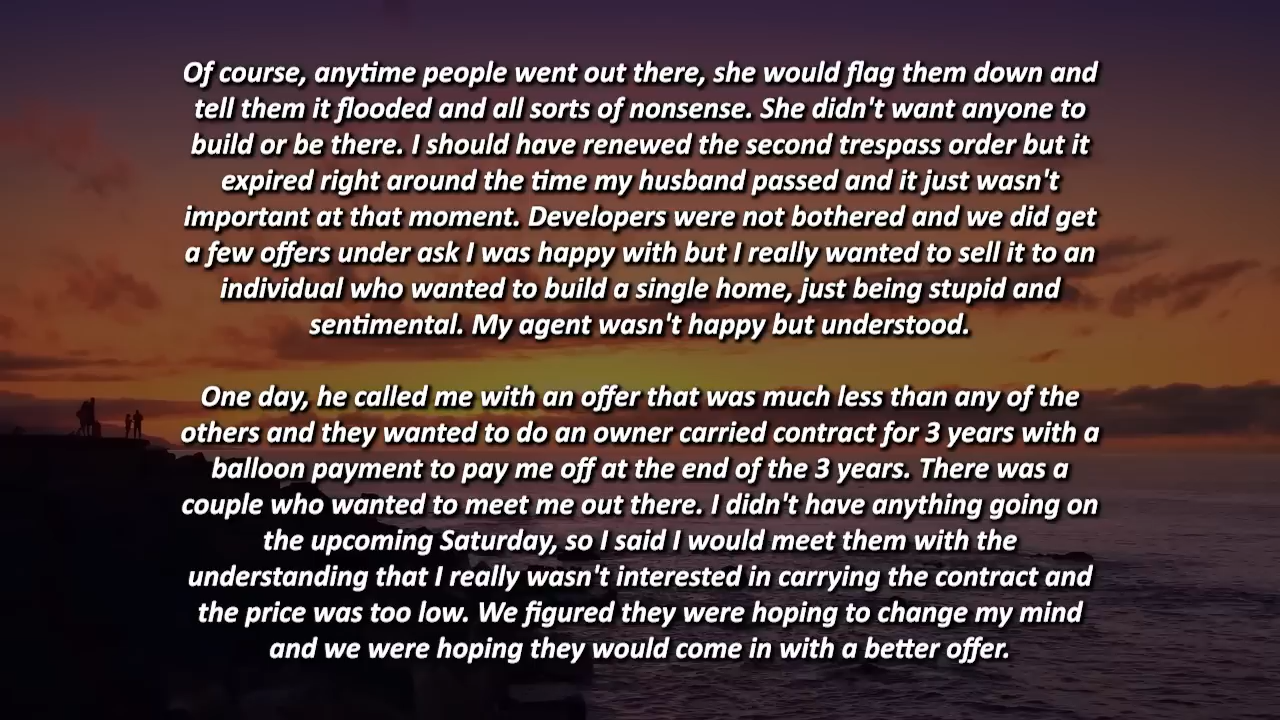 Of course, anytime people went out there, she would flag them down and
tell them it flooded and all sorts of nonsense. She didn't want anyone to
build or be there. I should have renewed the second trespass order but it
expired right around the time my husband passed and it just wasn't
important at that moment. Developers were not bothered and we did get
a few offers under ask I was happy with but I really wanted to sell it to an
individual who wanted to build a single home, just being stupid and
sentimental. My agent wasn't happy but understood.
One day, he called me with an offer that was much less than any of the
others and they wanted to do an owner carried contract for 3 years with a
balloon payment to pay me off at the end of the 3 years. There was a
couple who wanted to meet me out there. I didn't have anything going on
the upcoming Saturday, so I said I would meet them with the
understanding that I really wasn't interested in carrying the contract and
the price was too low. We figured they were hoping to change my mind
and we were hoping they would come in with a better offer.